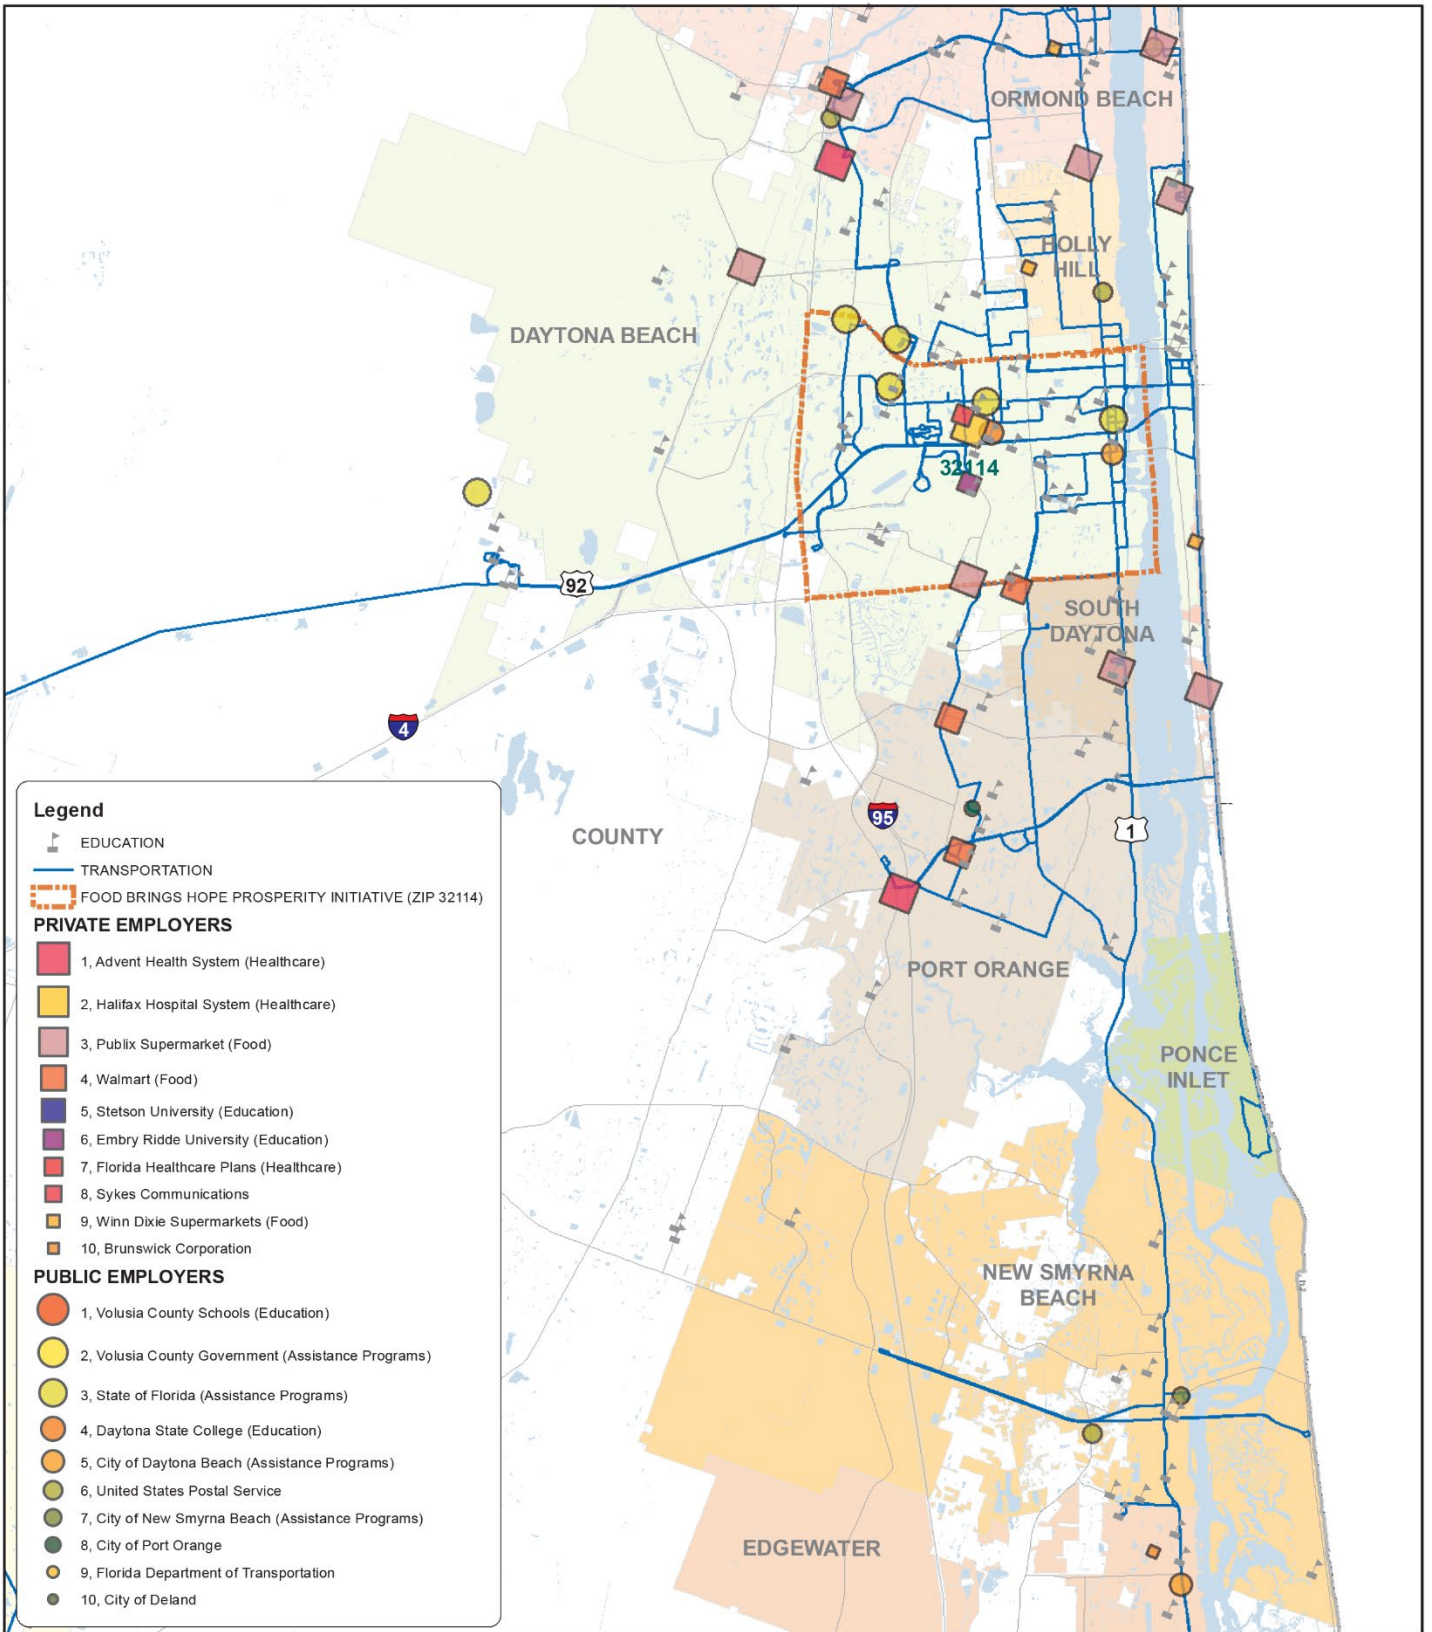 ORMOND BEACH
HOLLY
HILL
DAYTONA BEACH
32114
92
SOUTH
DAYTONA
4
COUNTY
95
1
PORT ORANGE
PONCE
INLET
NEW SMYRNA
BEACH
EDGEWATER
Legend
EDUCATION
TRANSPORTATION
FOOD BRINGS HOPE PROSPERITY INITIATIVE (ZIP 32114)
PRIVATE EMPLOYERS
1, Advent Health System (Healthcare)
2, Halifax Hospital System (Healthcare)
3, Publix Supermarket (Food)
4, Walmart (Food)
5, Stetson University (Education)
6, Embry Ridde University (Education)
7, Florida Healthcare Plans (Healthcare)
8, Sykes Communications
9, Winn Dixie Supermarkets (Food)
10, Brunswick Corporation
PUBLIC EMPLOYERS
1, Volusia County Schools (Education)
2, Volusia County Government (Assistance Programs)
3, State of Florida (Assistance Programs)
4, Daytona State College (Education)
5, City of Daytona Beach (Assistance Programs)
6, United States Postal Service
7, City of New Smyrna Beach (Assistance Programs)
8, City of Port Orange
9, Florida Department of Transportation
10, City of Deland